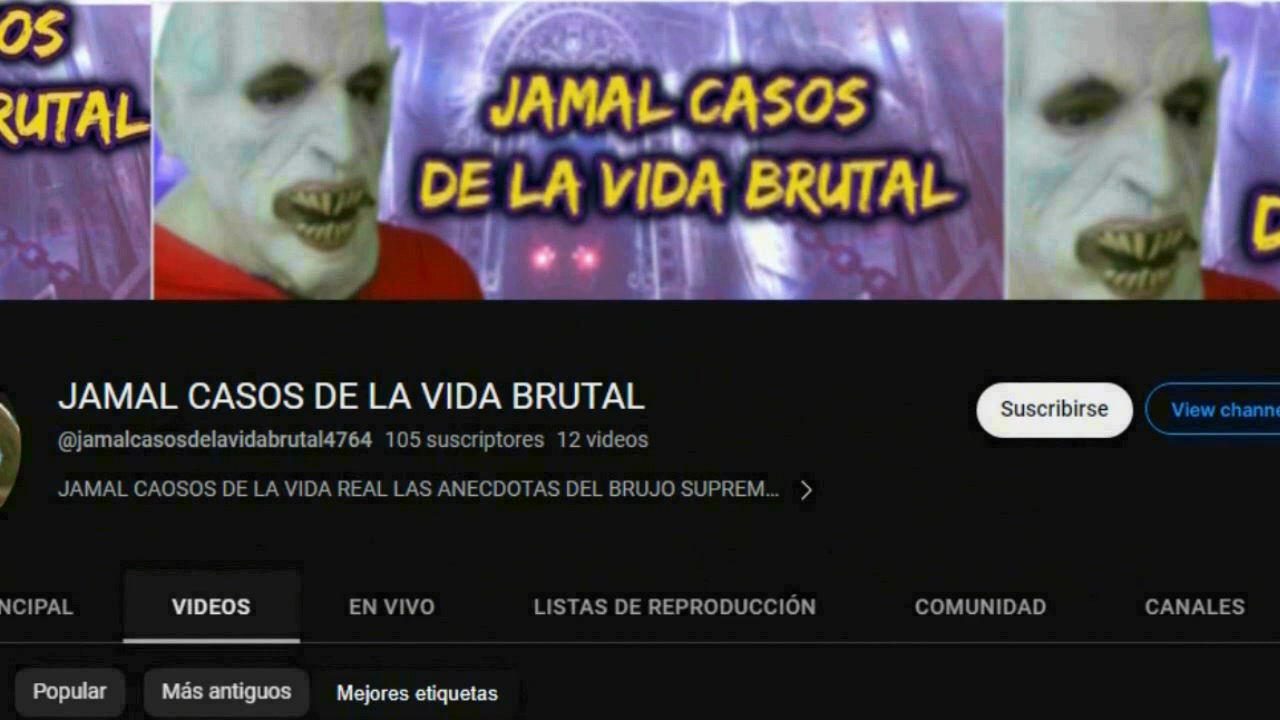 OS
RUTAL
JAMAL CASOS
DE LA VIDA BRUTAL
D
JAMAL CASOS DE LA VIDA BRUTAL
@jamalcasosdelavidabrutal4764 105 suscriptores 12 videos
JAMAL CAOSOS DE LA VIDA REAL LAS ANECDOTAS DEL BRUJO SUPREM...
Suscribirse
View channe
NCIPAL VIDEOS EN VIVO LISTAS DE REPRODUCCIÓN COMUNIDAD CANALES
Popular Más antiguos Mejores etiquetas